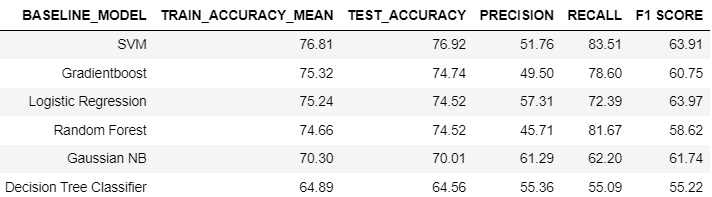 BASELINE_MODEL TRAIN_ACCURACY_MEAN TEST_ACCURACY PRECISION RECALL F1 SCORE
SVM 76.81 76.92 51.76 83.51 63.91
Gradientboost 75.32 74.74 49.50 78.60 60.75
Logistic Regression 75.24 74.52 57.31 72.39 63.97
Random Forest 74.66 74.52 45.71 81.67 58.62
Gaussian NB 70.30 70.01 61.29 62.20 61.74
Decision Tree Classifier 64.89 64.56 55.36 55.09 55.22